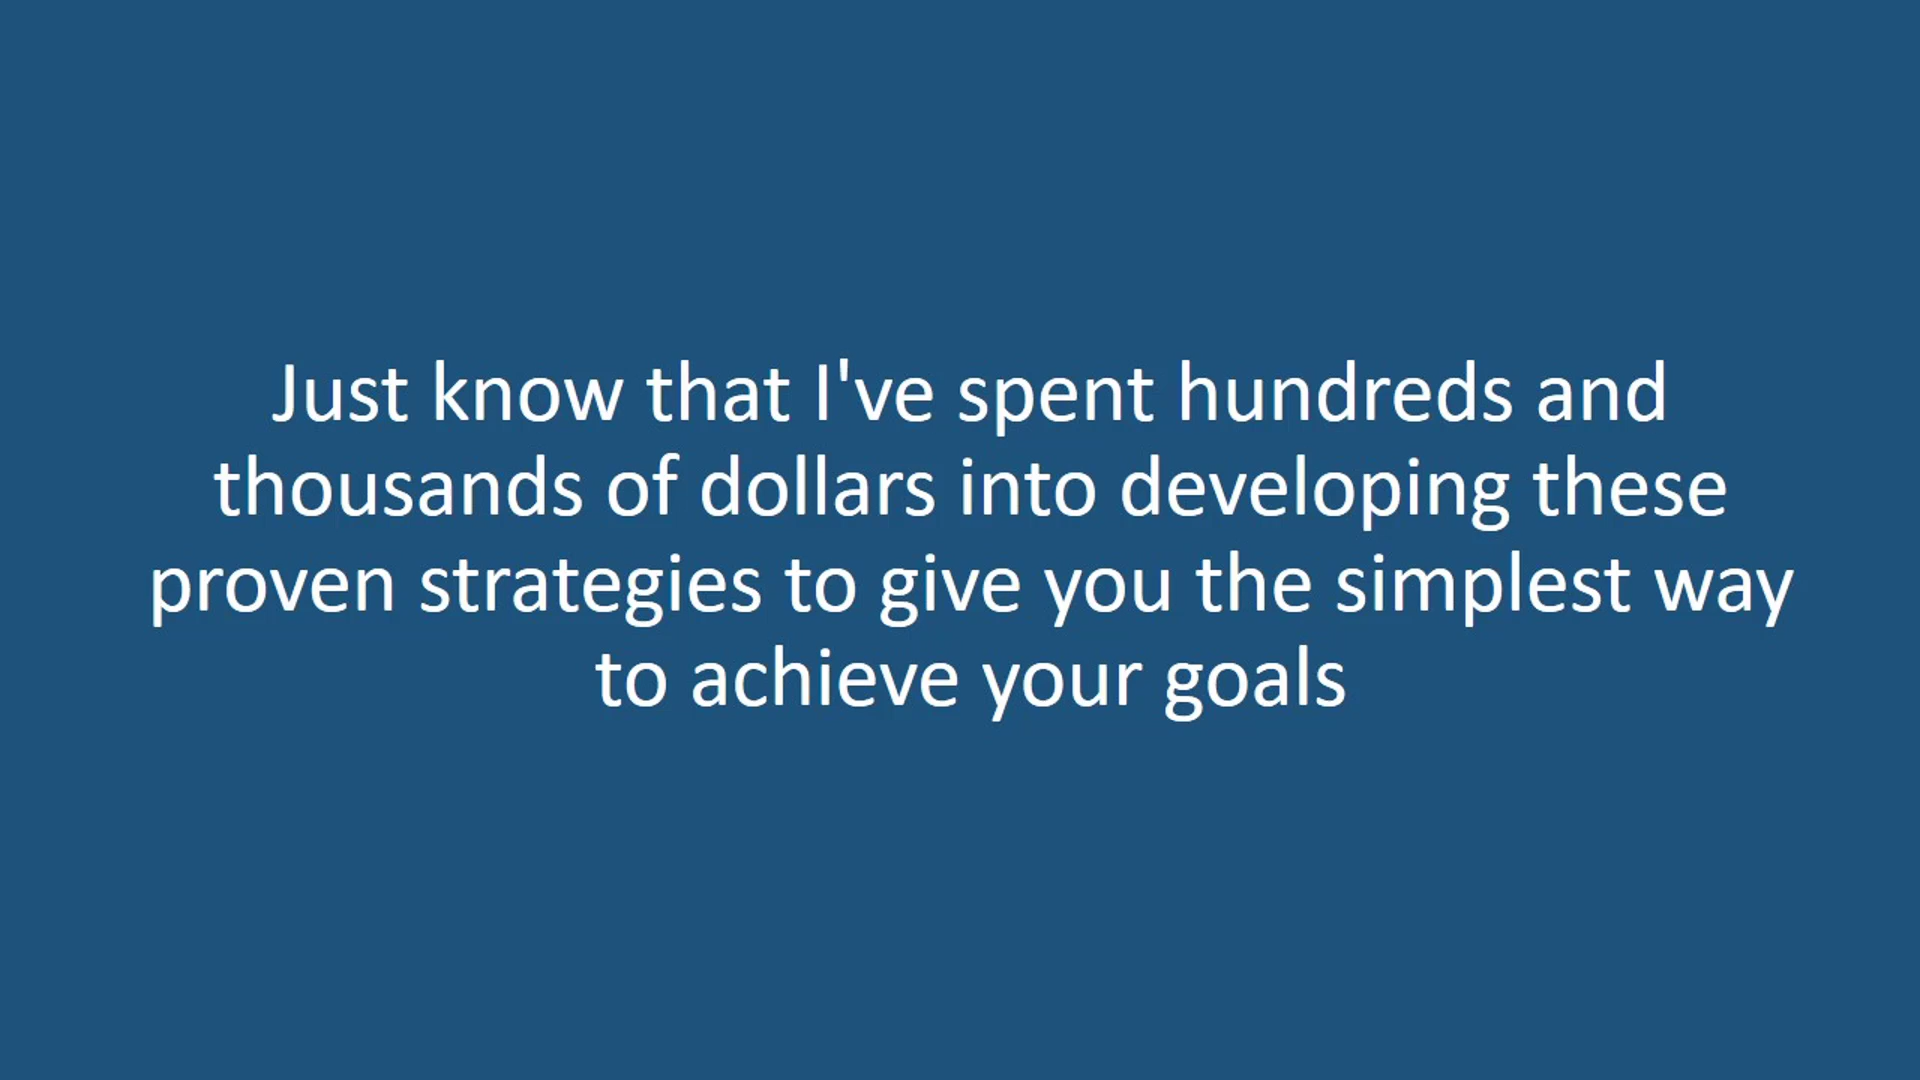 Just know that I've spent hundreds and
thousands of dollars into developing these
proven strategies to give you the simplest way
to achieve your goals